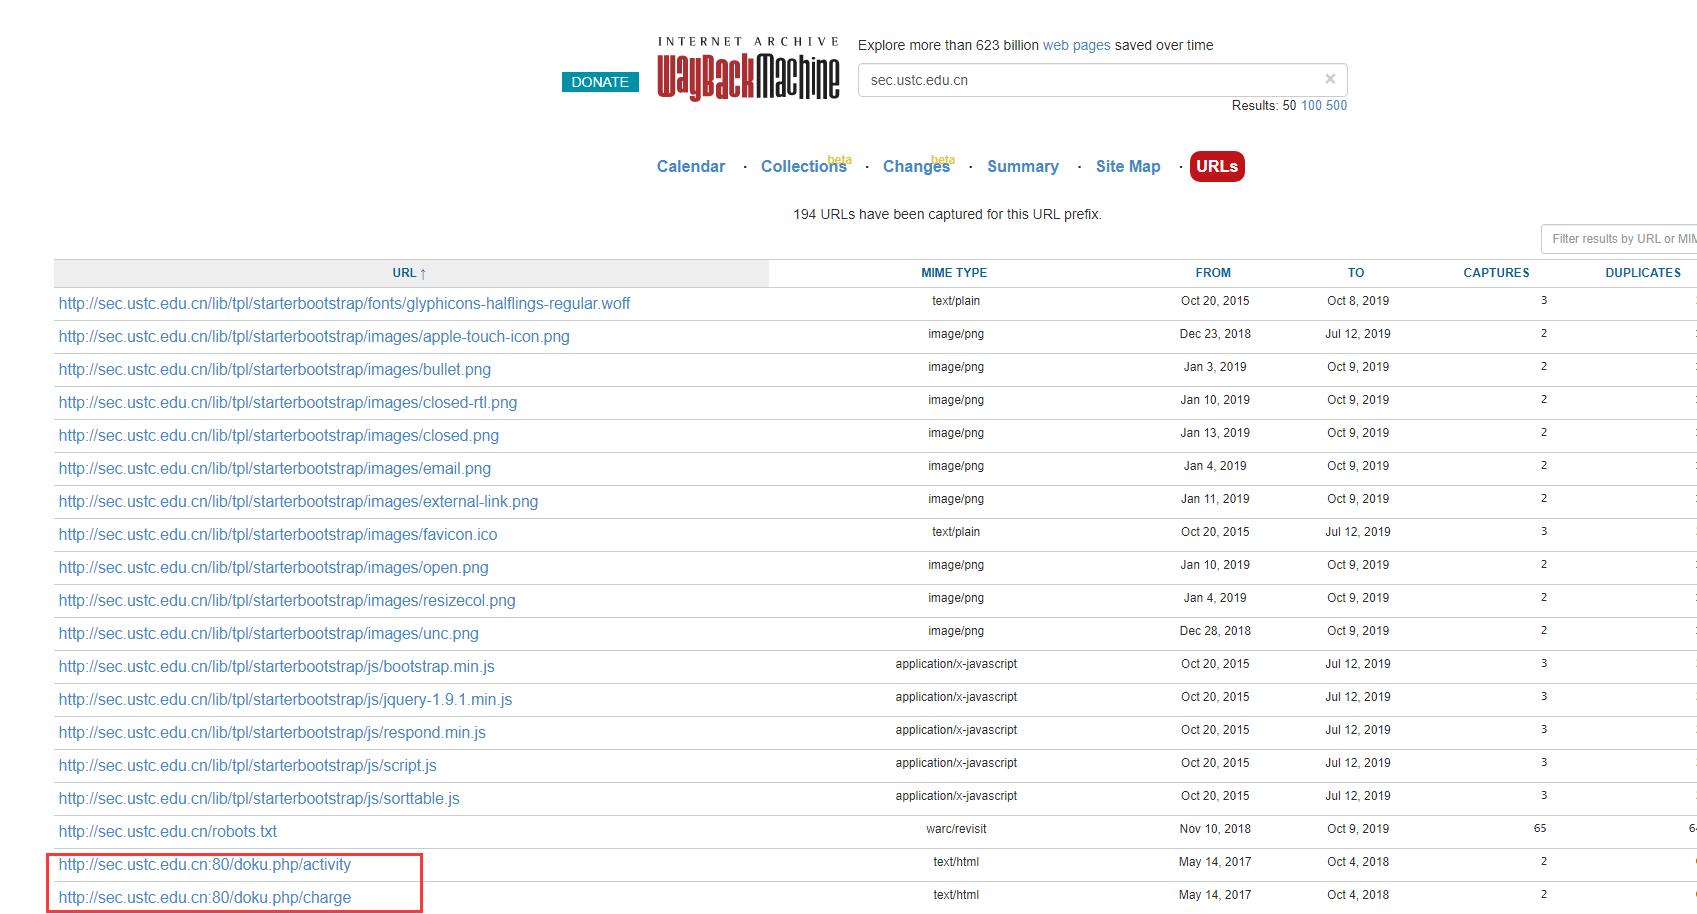 INTERNET ARCHIVE
WayBackMachine
DONATE
Explore more than 623 billion web pages saved over time
sec.ustc.edu.cn ×
Results: 50 100 500
Calendar · Collections beta · Changes beta · Summary · Site Map · URLs
194 URLs have been captured for this URL prefix.
Filter results by URL or MIM
URL ↑ MIME TYPE FROM TO CAPTURES DUPLICATES
http://sec.ustc.edu.cn/lib/tpl/starterbootstrap/fonts/glyphicons-halflings-regular.woff text/plain Oct 20, 2015 Oct 8, 2019 3
http://sec.ustc.edu.cn/lib/tpl/starterbootstrap/images/apple-touch-icon.png image/png Dec 23, 2018 Jul 12, 2019 2
http://sec.ustc.edu.cn/lib/tpl/starterbootstrap/images/bullet.png image/png Jan 3, 2019 Oct 9, 2019 2
http://sec.ustc.edu.cn/lib/tpl/starterbootstrap/images/closed-rtl.png image/png Jan 10, 2019 Oct 9, 2019 2
http://sec.ustc.edu.cn/lib/tpl/starterbootstrap/images/closed.png image/png Jan 13, 2019 Oct 9, 2019 2
http://sec.ustc.edu.cn/lib/tpl/starterbootstrap/images/email.png image/png Jan 4, 2019 Oct 9, 2019 2
http://sec.ustc.edu.cn/lib/tpl/starterbootstrap/images/external-link.png image/png Jan 11, 2019 Oct 9, 2019 2
http://sec.ustc.edu.cn/lib/tpl/starterbootstrap/images/favicon.ico text/plain Oct 20, 2015 Jul 12, 2019 3
http://sec.ustc.edu.cn/lib/tpl/starterbootstrap/images/open.png image/png Jan 10, 2019 Oct 9, 2019 2
http://sec.ustc.edu.cn/lib/tpl/starterbootstrap/images/resizecol.png image/png Jan 4, 2019 Oct 9, 2019 2
http://sec.ustc.edu.cn/lib/tpl/starterbootstrap/images/unc.png image/png Dec 28, 2018 Oct 9, 2019 2
http://sec.ustc.edu.cn/lib/tpl/starterbootstrap/js/bootstrap.min.js application/x-javascript Oct 20, 2015 Jul 12, 2019 3
http://sec.ustc.edu.cn/lib/tpl/starterbootstrap/js/jquery-1.9.1.min.js application/x-javascript Oct 20, 2015 Jul 12, 2019 3
http://sec.ustc.edu.cn/lib/tpl/starterbootstrap/js/respond.min.js application/x-javascript Oct 20, 2015 Jul 12, 2019 3
http://sec.ustc.edu.cn/lib/tpl/starterbootstrap/js/script.js application/x-javascript Oct 20, 2015 Jul 12, 2019 3
http://sec.ustc.edu.cn/lib/tpl/starterbootstrap/js/sorttable.js application/x-javascript Oct 20, 2015 Jul 12, 2019 3
http://sec.ustc.edu.cn/robots.txt warc/revisit Nov 10, 2018 Oct 9, 2019 65
http://sec.ustc.edu.cn:80/doku.php/activity text/html May 14, 2017 Oct 4, 2018 2
http://sec.ustc.edu.cn:80/doku.php/charge text/html May 14, 2017 Oct 4, 2018 2